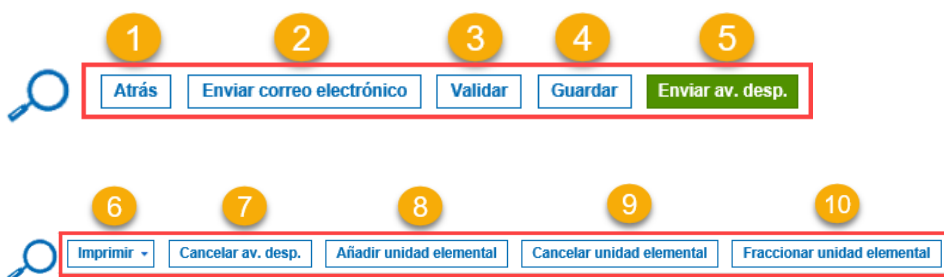 1 2 3 4 5
Atrás Enviar correo electrónico Validar Guardar Enviar av. desp.
6 7 8 9 10
Imprimir Cancelar av. desp. Añadir unidad elemental Cancelar unidad elemental Fraccionar unidad elemental